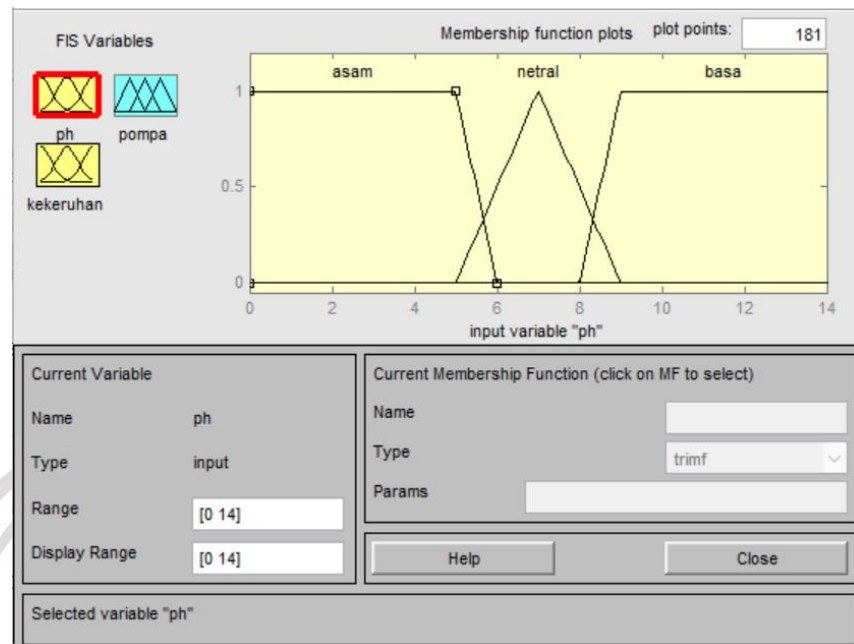 FIS Variables
Membership function plots plot points: 181
ph pompa
kekeruhan
asam netral basa
1
0.5
0
0 2 4 6 8 10 12 14
input variable "ph"
Current Variable
Name ph
Type input
Range [0 14]
Display Range [0 14]
Current Membership Function (click on MF to select)
Name
Type trimf
Params
Help Close
Selected variable "ph"